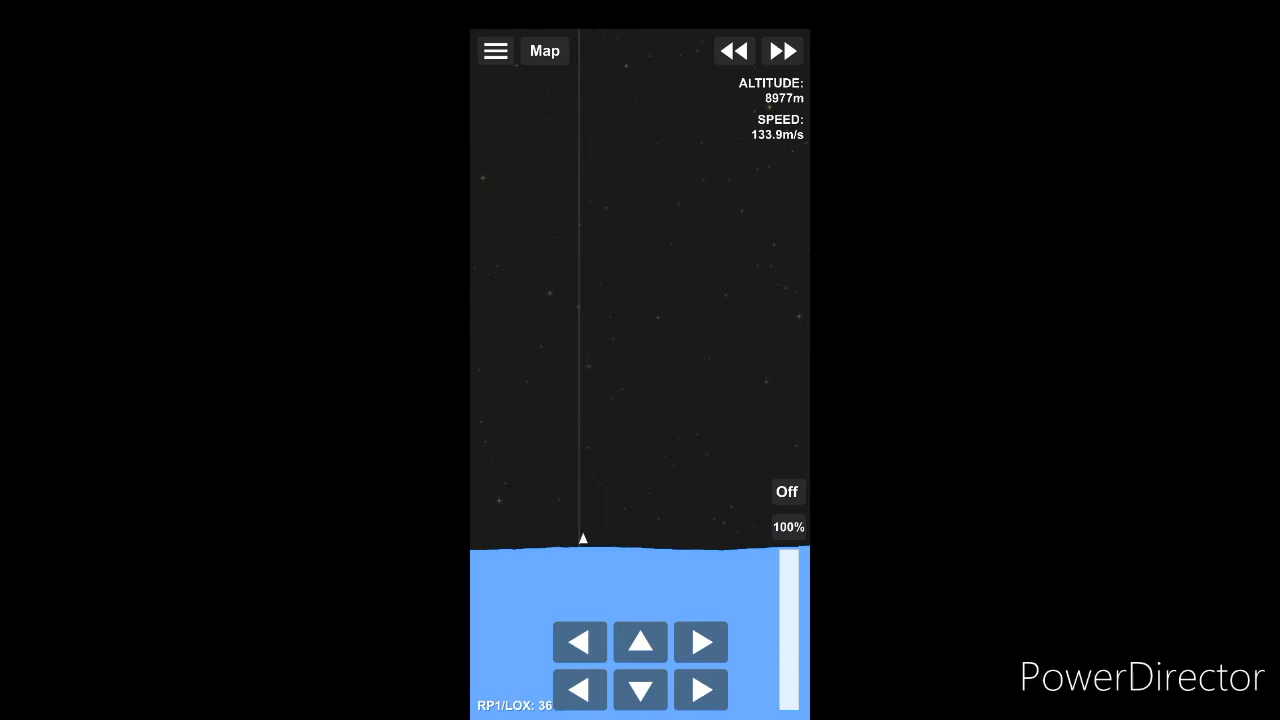 Map
ALTITUDE:
8977m
SPEED:
133.9m/s
Off
100%
RP1/LOX: 36
PowerDirector